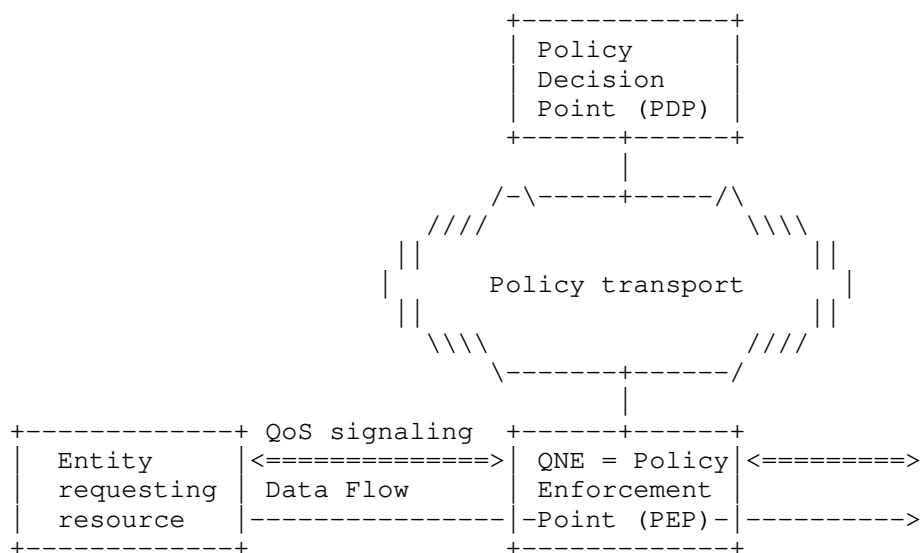 Policy
Decision
Point (PDP)
Policy transport
QoS signaling
Entity
requesting
resource
Data Flow
QNE = Policy
Enforcement
Point (PEP)